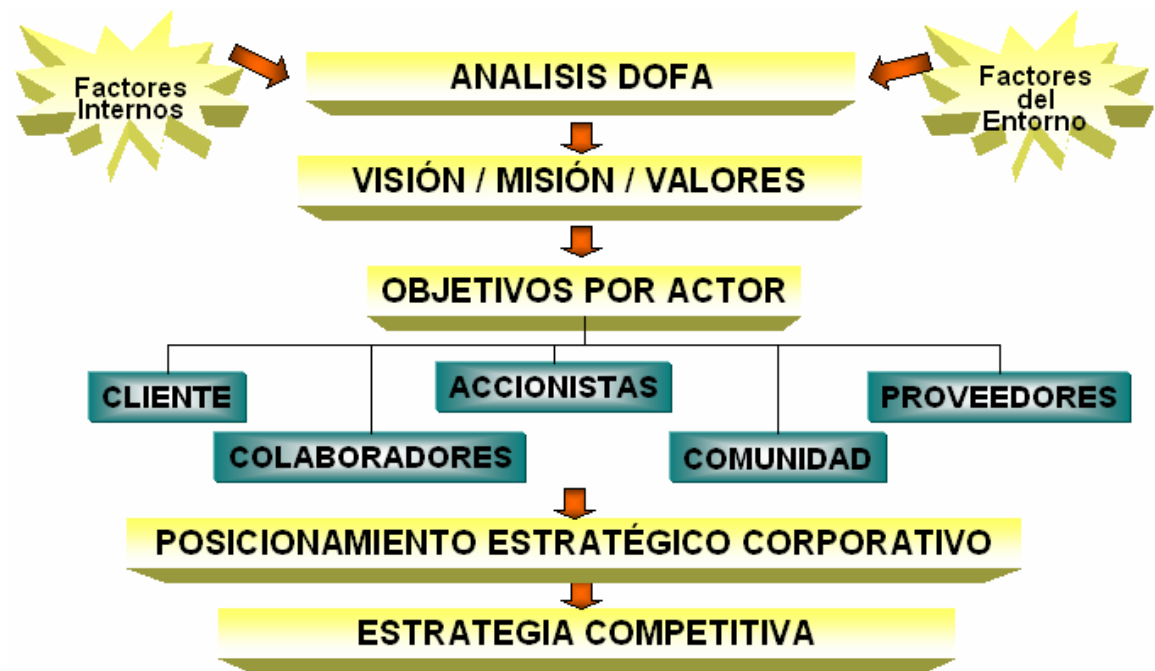 Factores
Internos
ANALISIS DOFA
Factores
del
Entorno
VISIÓN / MISIÓN / VALORES
OBJETIVOS POR ACTOR
CLIENTE
ACCIONISTAS
PROVEEDORES
COLABORADORES
COMUNIDAD
POSICIONAMIENTO ESTRATÉGICO CORPORATIVO
ESTRATEGIA COMPETITIVA